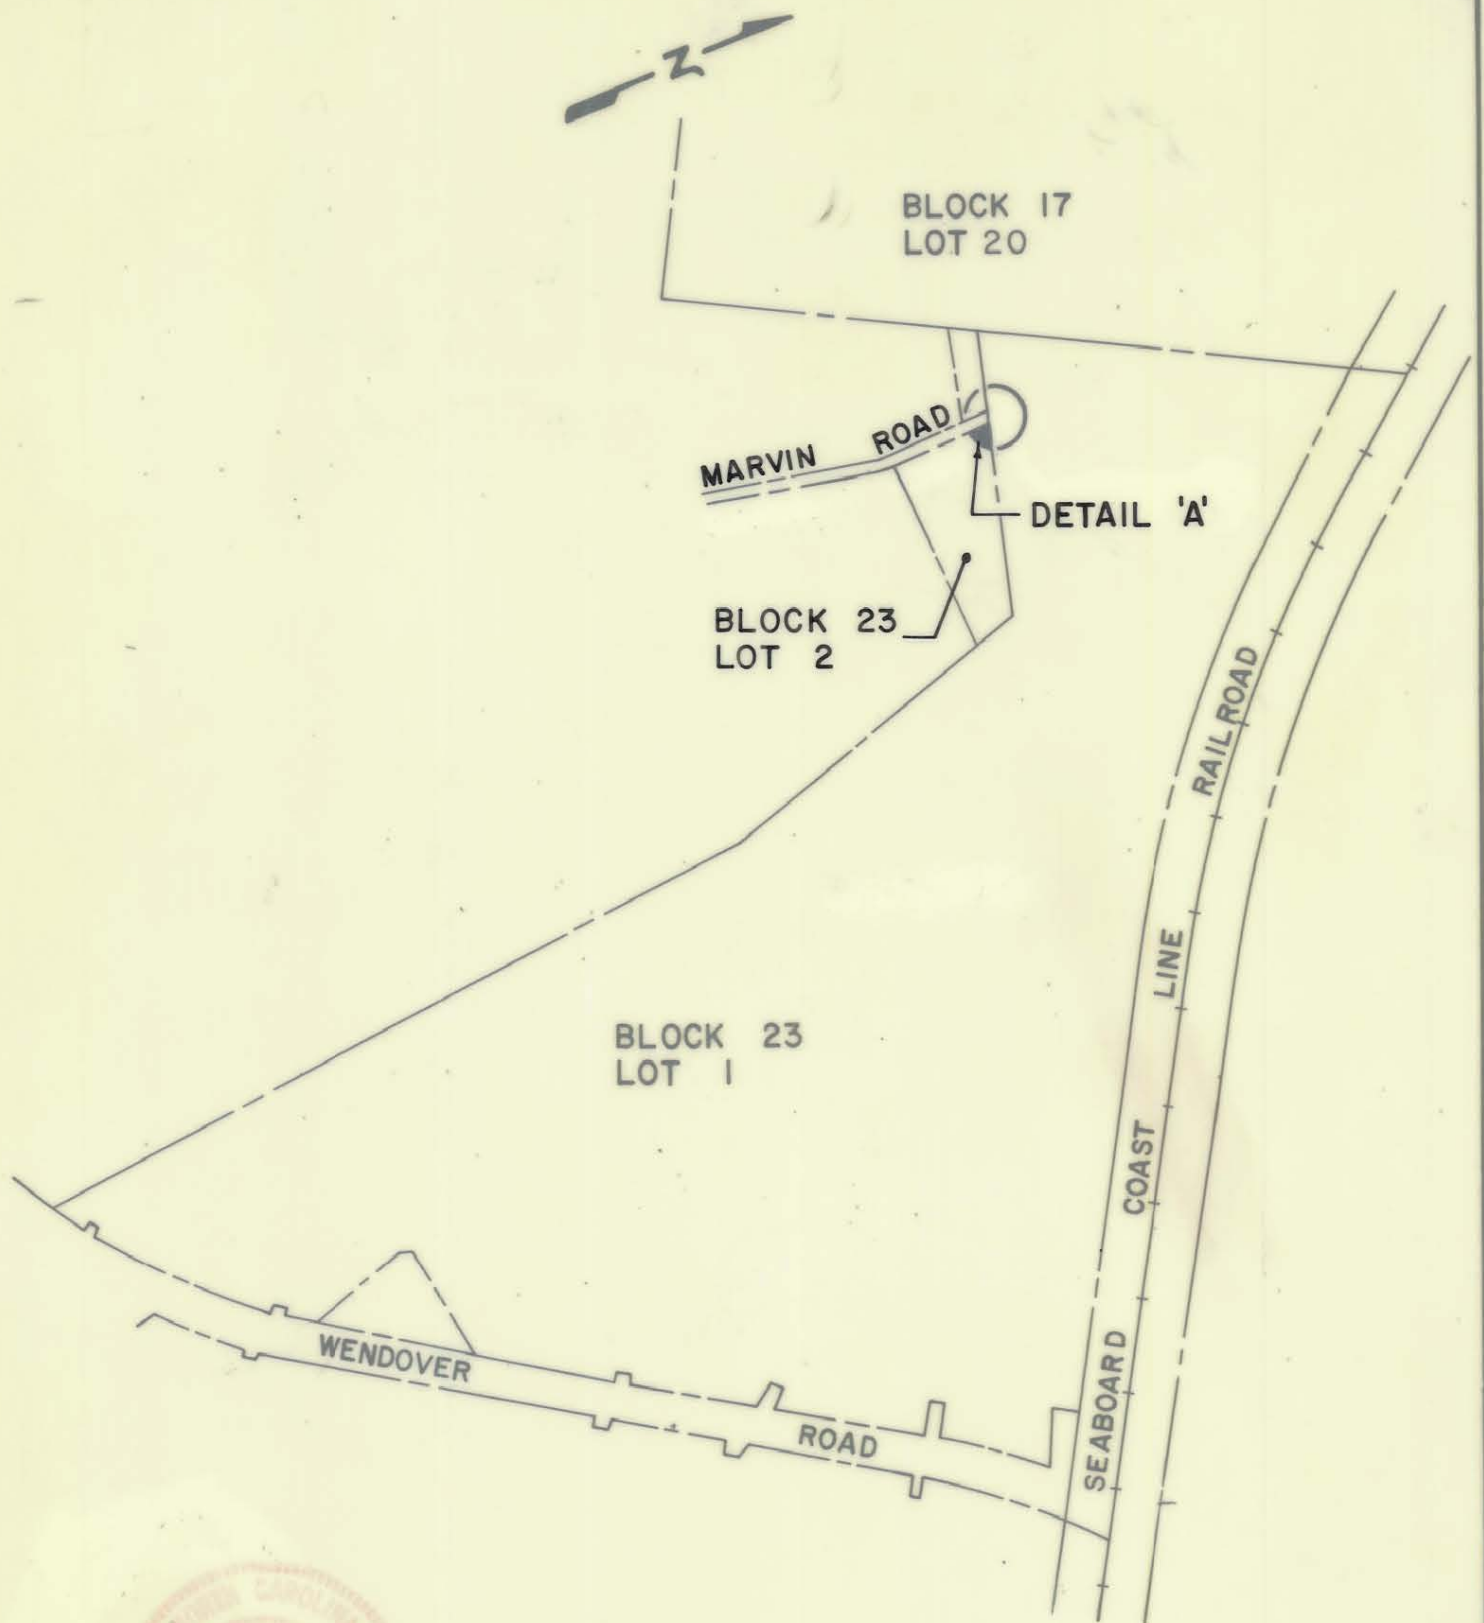 N
BLOCK 17
LOT 20
MARVIN ROAD
DETAIL 'A'
BLOCK 23
LOT 2
SEABOARD COAST LINE RAILROAD
BLOCK 23
LOT 1
WENDOVER ROAD
CAROLINA